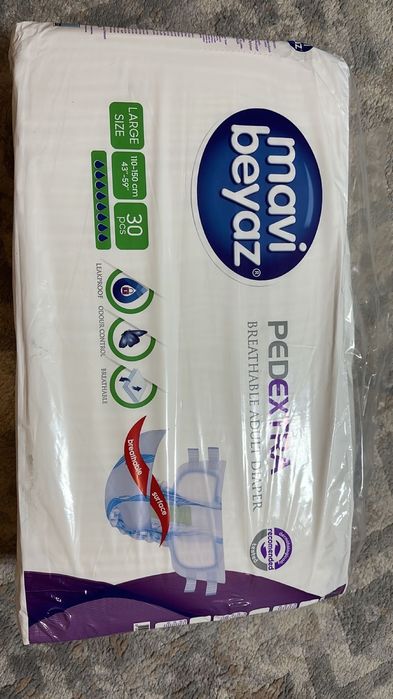 mavi
beyaz®
PEDEXTRA
BREATHABLE ADULT DIAPER
LARGE
SIZE
110-150 cm
43"-59"
30
pcs
LEAKPROOF
ODOUR CONTROL
BREATHABLE
breathable
surface
recomended